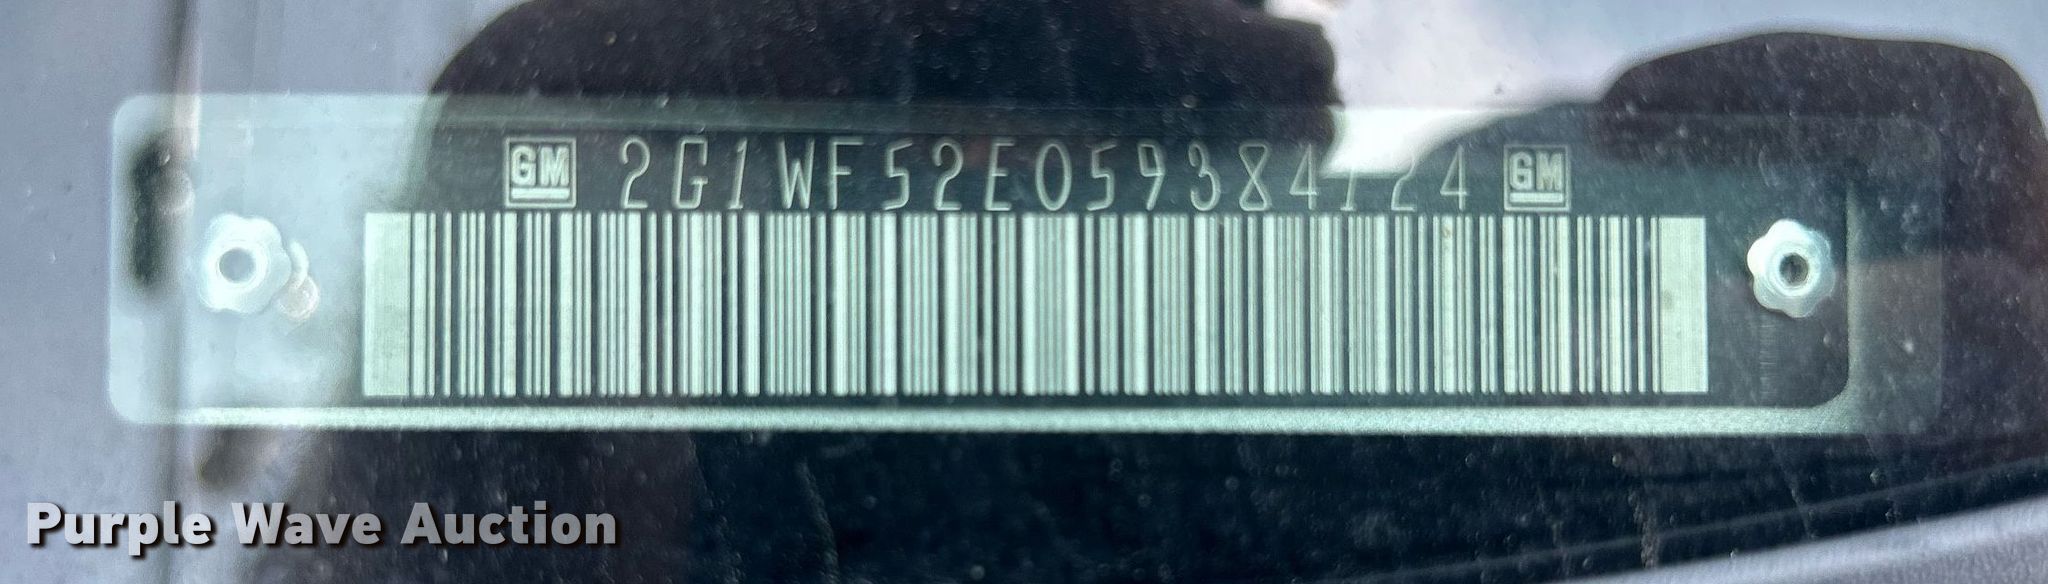 GM 2G1WF52E059384124 GM
Purple Wave Auction